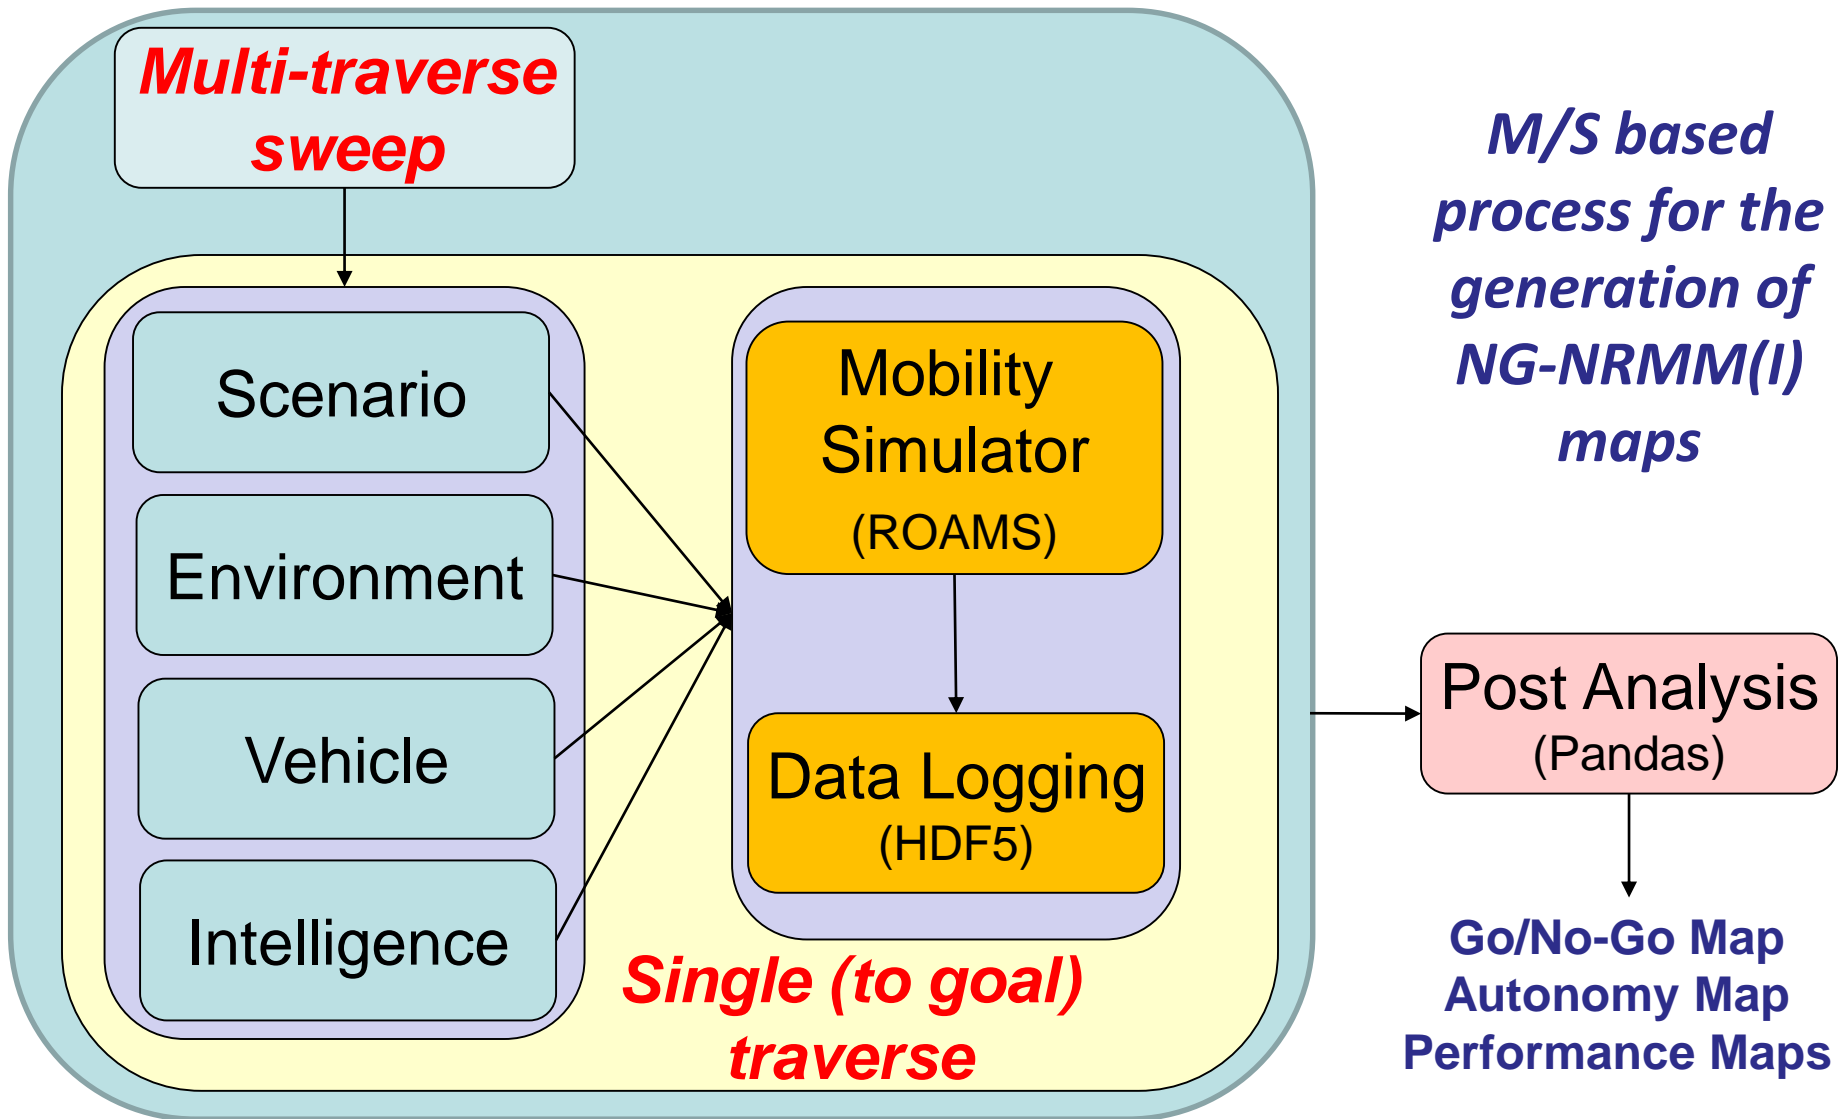 Multi-traverse
sweep
M/S based
process for the
generation of
NG-NRMM(I)
maps
Scenario
Environment
Vehicle
Intelligence
Mobility
Simulator
(ROAMS)
Data Logging
(HDF5)
Single (to goal)
traverse
Post Analysis
(Pandas)
Go/No-Go Map
Autonomy Map
Performance Maps